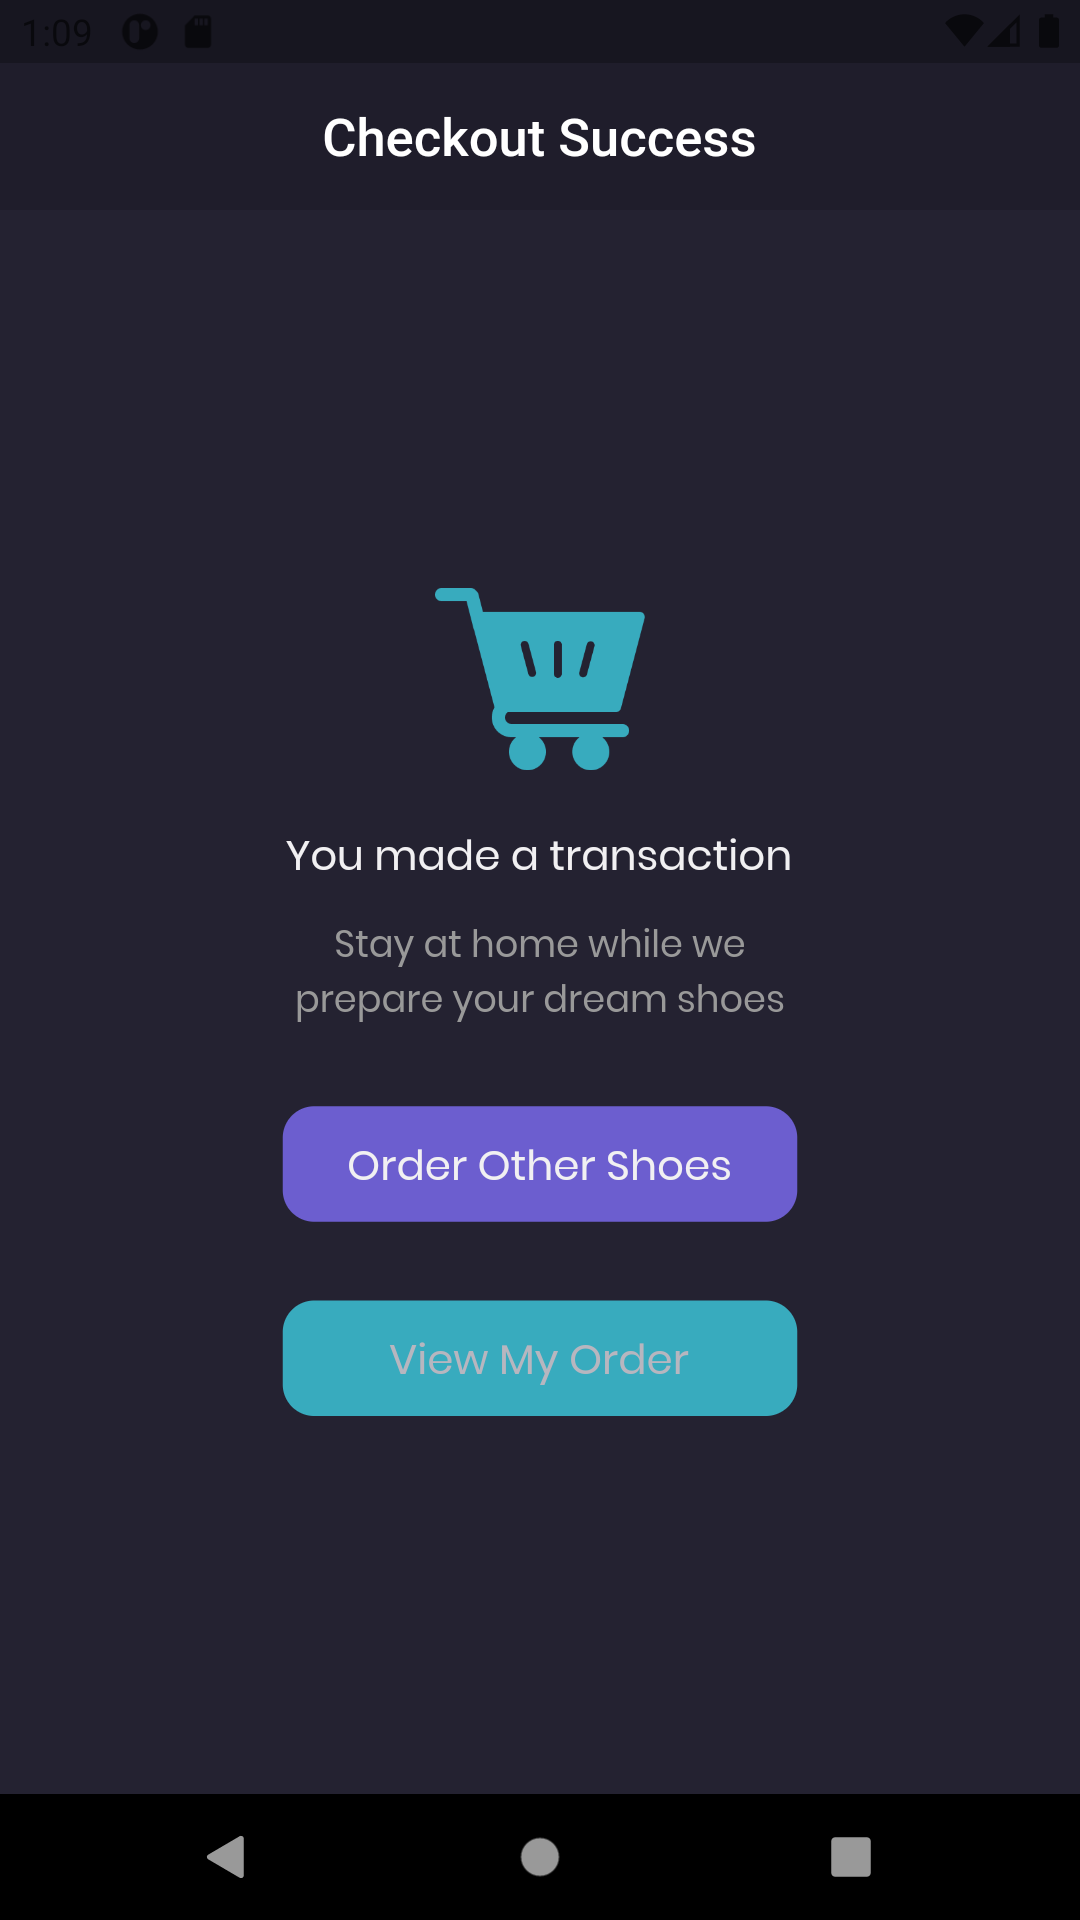 1:09
Checkout Success
You made a transaction
Stay at home while we
prepare your dream shoes
Order Other Shoes
View My Order